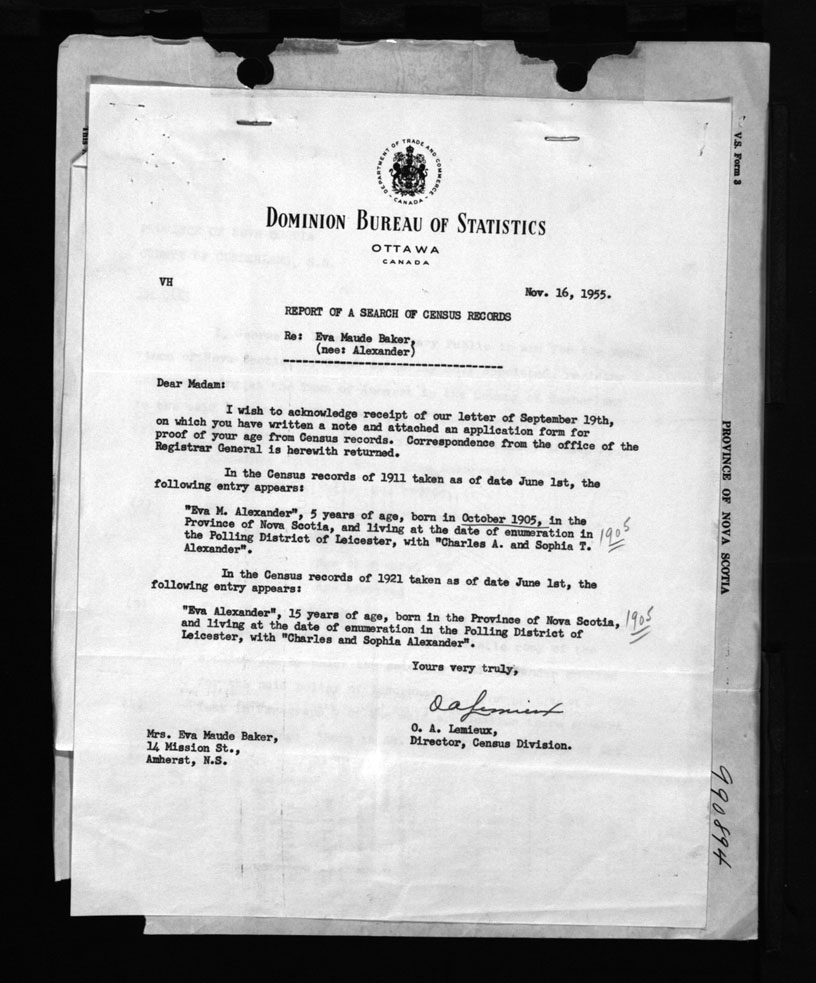 V.S. Form 3
DEPARTMENT OF TRADE AND COMMERCE
CANADA
DOMINION BUREAU OF STATISTICS
OTTAWA
CANADA
VH
Nov. 16, 1955.
REPORT OF A SEARCH OF CENSUS RECORDS
Re: Eva Maude Baker,
(nee: Alexander)
Dear Madam:
I wish to acknowledge receipt of our letter of September 19th,
on which you have written a note and attached an application form for
proof of your age from Census records. Correspondence from the office of the
Registrar General is herewith returned.
In the Census records of 1911 taken as of date June 1st, the
following entry appears:
"Eva M. Alexander", 5 years of age, born in October 1905, in the
Province of Nova Scotia, and living at the date of enumeration in
the Polling District of Leicester, with "Charles A. and Sophia T.
Alexander".
1905
In the Census records of 1921 taken as of date June 1st, the
following entry appears:
"Eva Alexander", 15 years of age, born in the Province of Nova Scotia,
and living at the date of enumeration in the Polling District of
Leicester, with "Charles and Sophia Alexander".
1905
Yours very truly,
O A Lemieux
O. A. Lemieux,
Director, Census Division.
Mrs. Eva Maude Baker,
14 Mission St.,
Amherst, N.S.
PROVINCE OF NOVA SCOTIA
990894